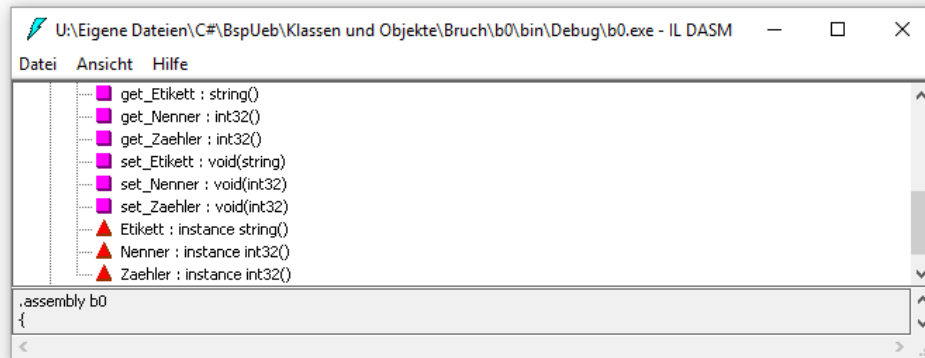 U:\Eigene Dateien\C#\BspUeb\Klassen und Objekte\Bruch\b0\bin\Debug\b0.exe - IL DASM
Datei Ansicht Hilfe
get_Etikett : string()
get_Nenner : int32()
get_Zaehler : int32()
set_Etikett : void(string)
set_Nenner : void(int32)
set_Zaehler : void(int32)
Etikett : instance string()
Nenner : instance int32()
Zaehler : instance int32()
.assembly b0
{